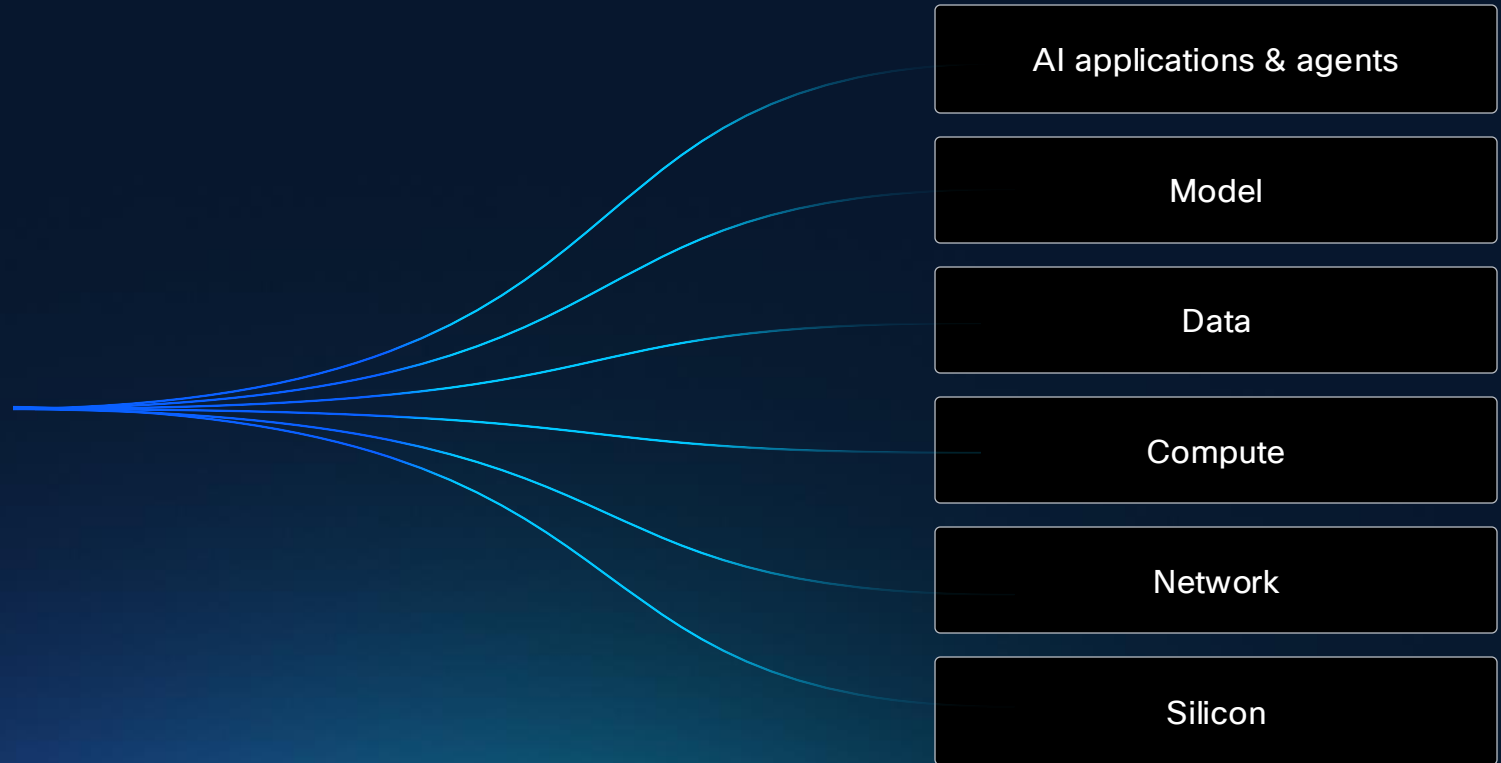 AI applications & agents
Model
Data
Compute
Network
Silicon